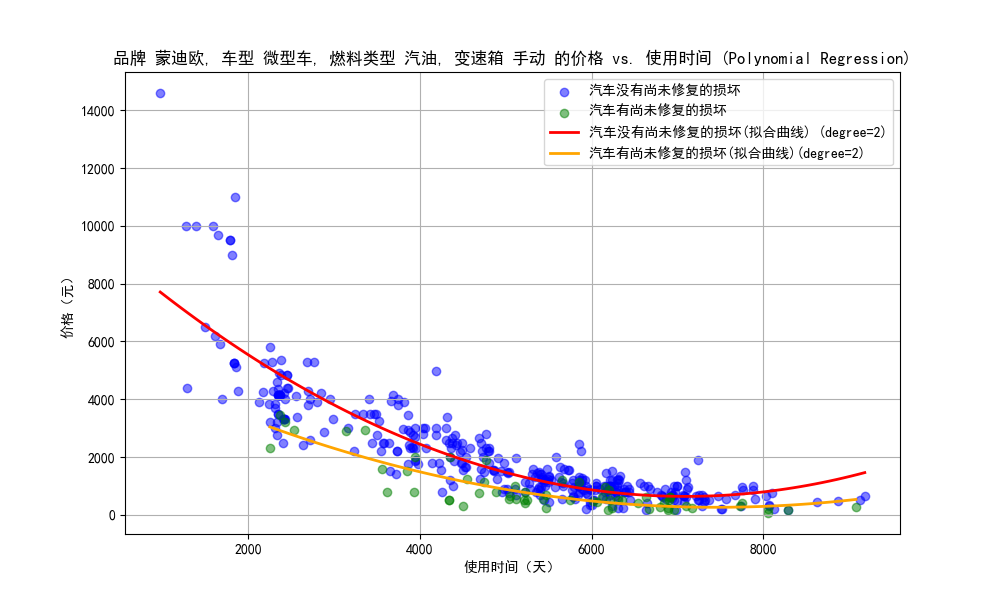 品牌 蒙迪欧, 车型 微型车, 燃料类型 汽油, 变速箱 手动 的价格 vs. 使用时间 (Polynomial Regression)
汽车没有尚未修复的损坏
汽车有尚未修复的损坏
汽车没有尚未修复的损坏(拟合曲线) (degree=2)
汽车有尚未修复的损坏(拟合曲线)(degree=2)
价格（元）
14000
12000
10000
8000
6000
4000
2000
0
2000
4000
6000
8000
使用时间（天）